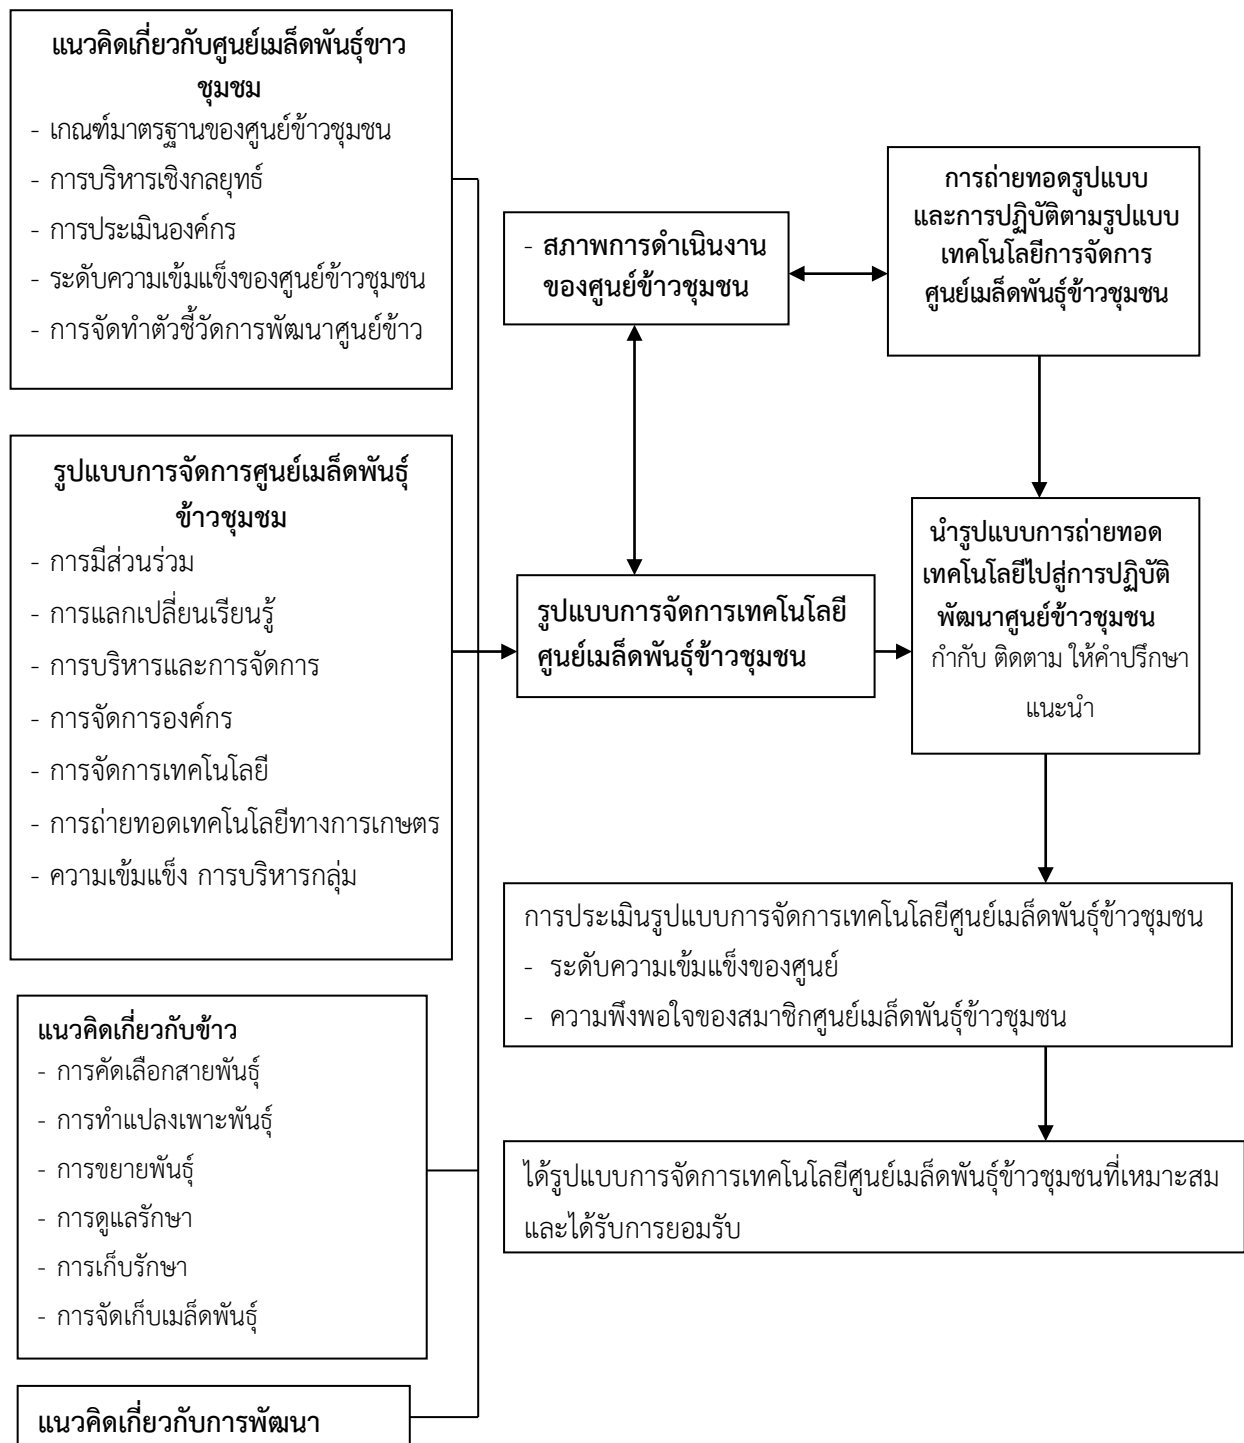 แนวคิดเกี่ยวกับศูนย์เมล็ดพันธุ์ขาว
ชุมชม
- เกณฑ์มาตรฐานของศูนย์ข้าวชุมชน
- การบริหารเชิงกลยุทธ์
- การประเมินองค์กร
- ระดับความเข้มแข็งของศูนย์ข้าวชุมชน
- การจัดทำตัวชี้วัดการพัฒนาศูนย์ข้าว
รูปแบบการจัดการศูนย์เมล็ดพันธุ์
ข้าวชุมชม
- การมีส่วนร่วม
- การแลกเปลี่ยนเรียนรู้
- การบริหารและการจัดการ
- การจัดการองค์กร
- การจัดการเทคโนโลยี
- การถ่ายทอดเทคโนโลยีทางการเกษตร
- ความเข้มแข็ง การบริหารกลุ่ม
แนวคิดเกี่ยวกับข้าว
- การคัดเลือกสายพันธุ์
- การทำแปลงเพาะพันธุ์
- การขยายพันธุ์
- การดูแลรักษา
- การเก็บรักษา
- การจัดเก็บเมล็ดพันธุ์
แนวคิดเกี่ยวกับการพัฒนา
- สภาพการดำเนินงาน
ของศูนย์ข้าวชุมชน
การถ่ายทอดรูปแบบ
และการปฏิบัติตามรูปแบบ
เทคโนโลยีการจัดการ
ศูนย์เมล็ดพันธุ์ข้าวชุมชน
รูปแบบการจัดการเทคโนโลยี
ศูนย์เมล็ดพันธุ์ข้าวชุมชน
นำรูปแบบการถ่ายทอด
เทคโนโลยีไปสู่การปฏิบัติ
พัฒนาศูนย์ข้าวชุมชน
กำกับ ติดตาม ให้คำปรึกษา
แนะนำ
การประเมินรูปแบบการจัดการเทคโนโลยีศูนย์เมล็ดพันธุ์ข้าวชุมชน
- ระดับความเข้มแข็งของศูนย์
- ความพึงพอใจของสมาชิกศูนย์เมล็ดพันธุ์ข้าวชุมชน
ได้รูปแบบการจัดการเทคโนโลยีศูนย์เมล็ดพันธุ์ข้าวชุมชนที่เหมาะสม
และได้รับการยอมรับ